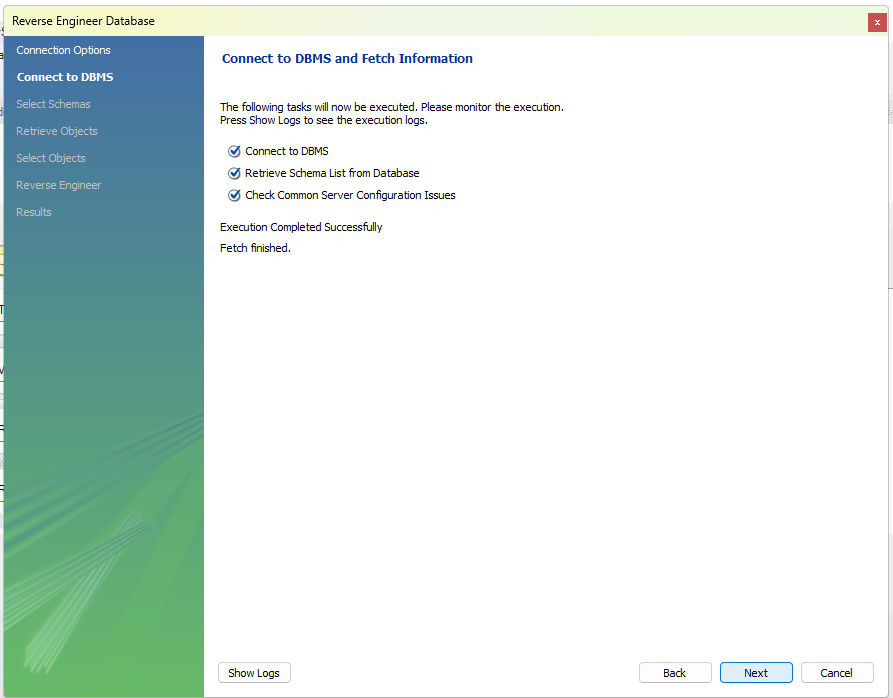 Reverse Engineer Database
x
Connection Options
Connect to DBMS
Select Schemas
Retrieve Objects
Select Objects
Reverse Engineer
Results
Connect to DBMS and Fetch Information
The following tasks will now be executed. Please monitor the execution.
Press Show Logs to see the execution logs.
Connect to DBMS
Retrieve Schema List from Database
Check Common Server Configuration Issues
Execution Completed Successfully
Fetch finished.
Show Logs
Back
Next
Cancel